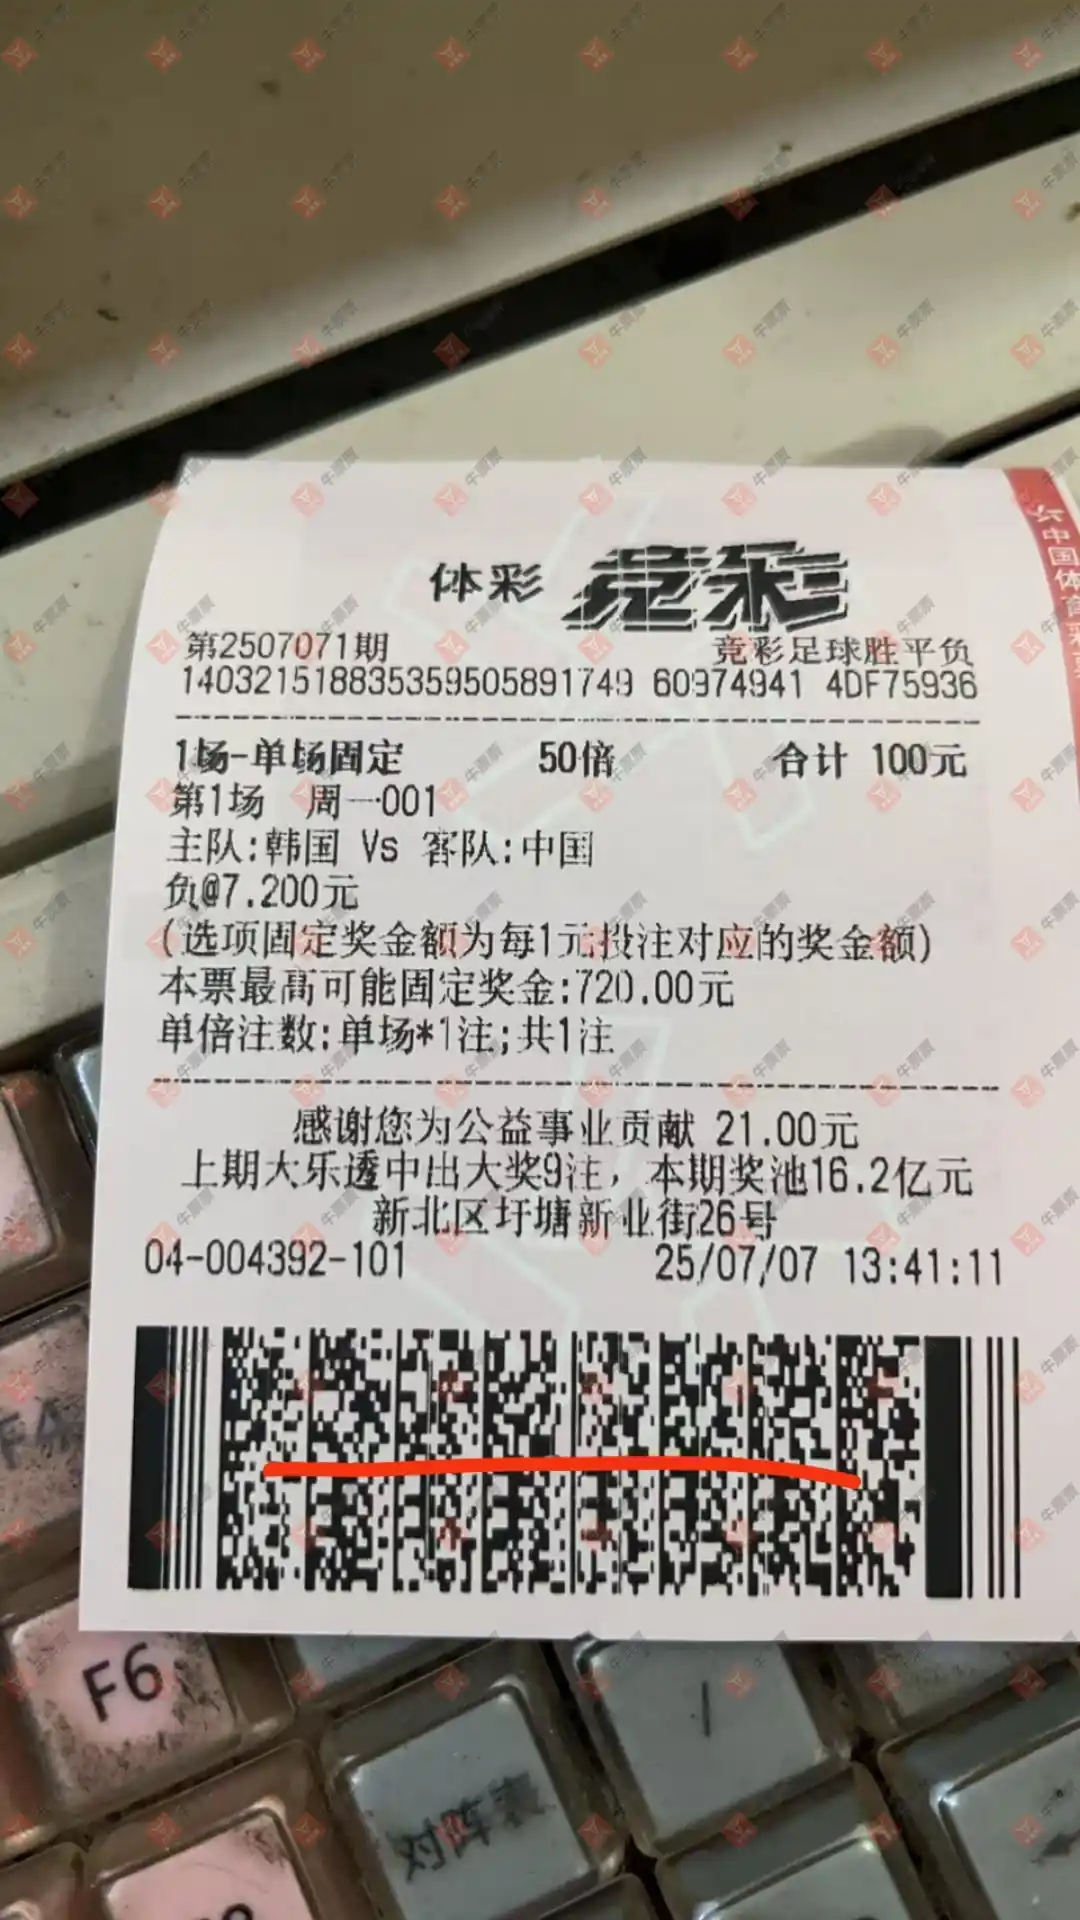 体彩 竞彩
第2507071期 竞彩足球胜平负
140321518835359505891749 60974941 4DF75936
1场-单场固定 50倍 合计 100元
第1场 周一001
主队:韩国 Vs 客队:中国
负@7.200元
(选项固定奖金额为每1元投注对应的奖金额)
本票最高可能固定奖金:720.00元
单倍注数:单场*1注;共1注
感谢您为公益事业贡献 21.00元
上期大乐透中出大奖9注，本期奖池16.2亿元
新北区圩塘新业街26号
04-004392-101 25/07/07 13:41:11
中国体育
F4
F6
对阵表
牛票票